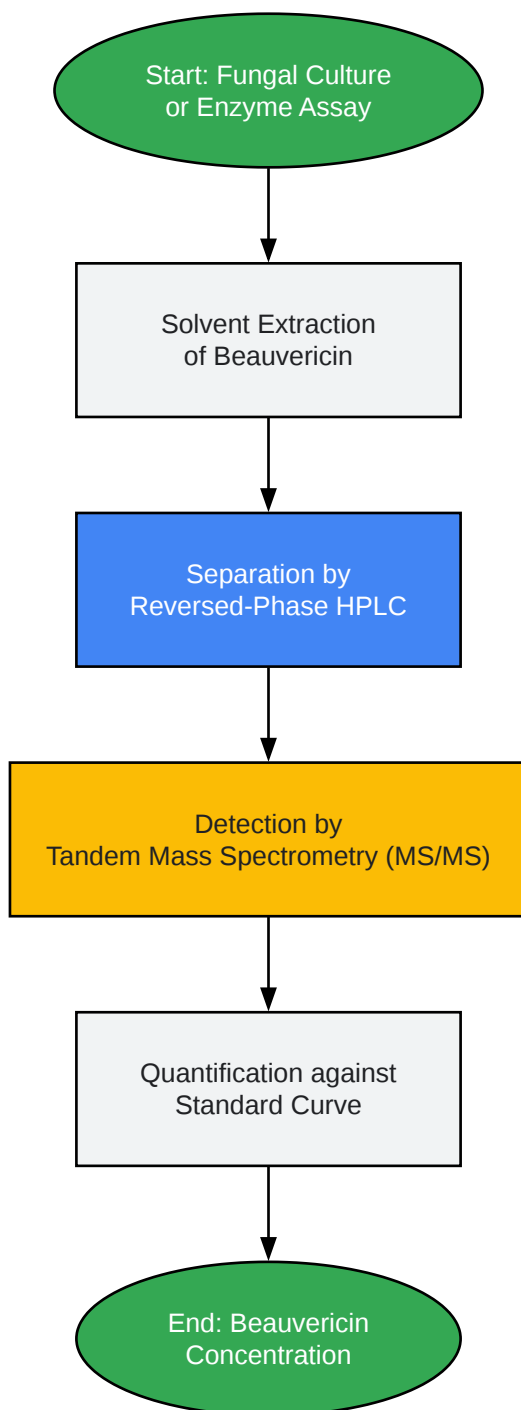 Start: Fungal Culture
or Enzyme Assay
Solvent Extraction
of Beauvericin
Separation by
Reversed-Phase HPLC
Detection by
Tandem Mass Spectrometry (MS/MS)
Quantification against
Standard Curve
End: Beauvericin
Concentration